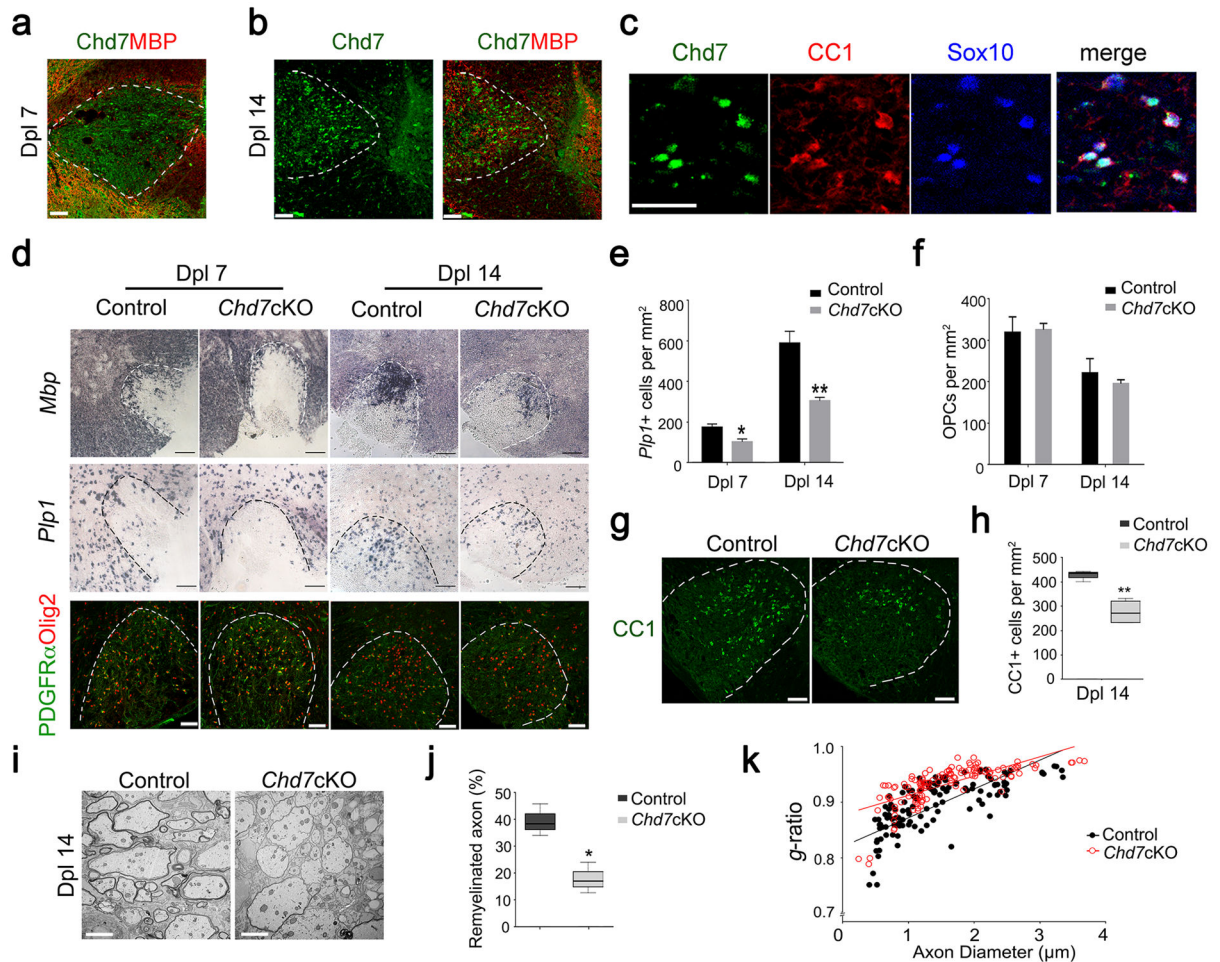 a
Chd7MBP
Dpl 7
b
Chd7
Chd7MBP
Dpl 14
c
Chd7
CC1
Sox10
merge
d
Dpl 7
Dpl 14
Control
Chd7cKO
Control
Chd7cKO
Mbp
Plp1
PDGFRαOlig2
e
Control
Chd7cKO
Plp1+ cells per mm2
800
600
400
200
0
*
**
Dpl 7
Dpl 14
f
Control
Chd7cKO
OPCs per mm2
400
300
200
100
0
Dpl 7
Dpl 14
g
Control
Chd7cKO
CC1
h
Control
Chd7cKO
CC1+ cells per mm2
500
400
300
200
100
0
**
Dpl 14
i
Control
Chd7cKO
Dpl 14
j
Control
Chd7cKO
Remyelinated axon (%)
50
40
30
20
10
0
*
k
g-ratio
1.0
0.9
0.8
0.7
Control
Chd7cKO
0
1
2
3
4
Axon Diameter (μm)